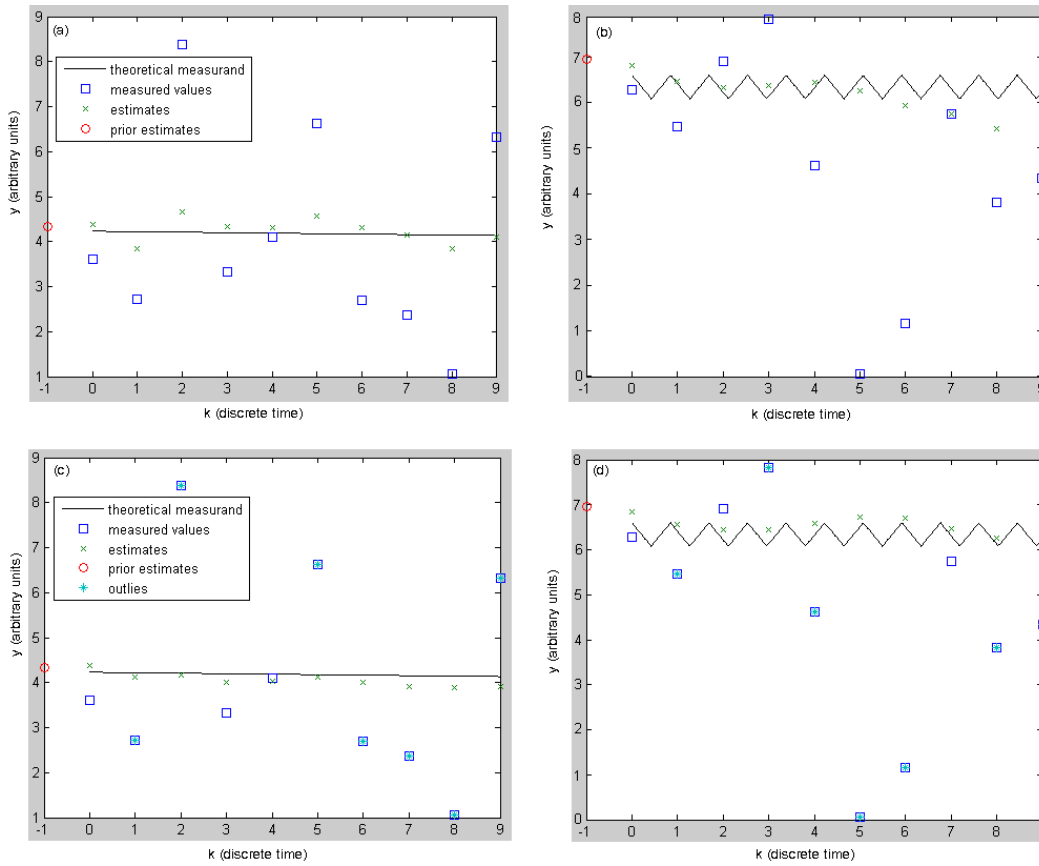 (a)
theoretical measurand
measured values
estimates
prior estimates
y (arbitrary units)
9
8
7
6
5
4
3
2
1
-1 0 1 2 3 4 5 6 7 8 9
k (discrete time)
(b)
y (arbitrary units)
8
7
6
5
4
3
2
1
0
-1 0 1 2 3 4 5 6 7 8
k (discrete time)
(c)
theoretical measurand
measured values
estimates
prior estimates
outlies
y (arbitrary units)
9
8
7
6
5
4
3
2
1
-1 0 1 2 3 4 5 6 7 8 9
k (discrete time)
(d)
y (arbitrary units)
8
7
6
5
4
3
2
1
0
-1 0 1 2 3 4 5 6 7 8
k (discrete time)